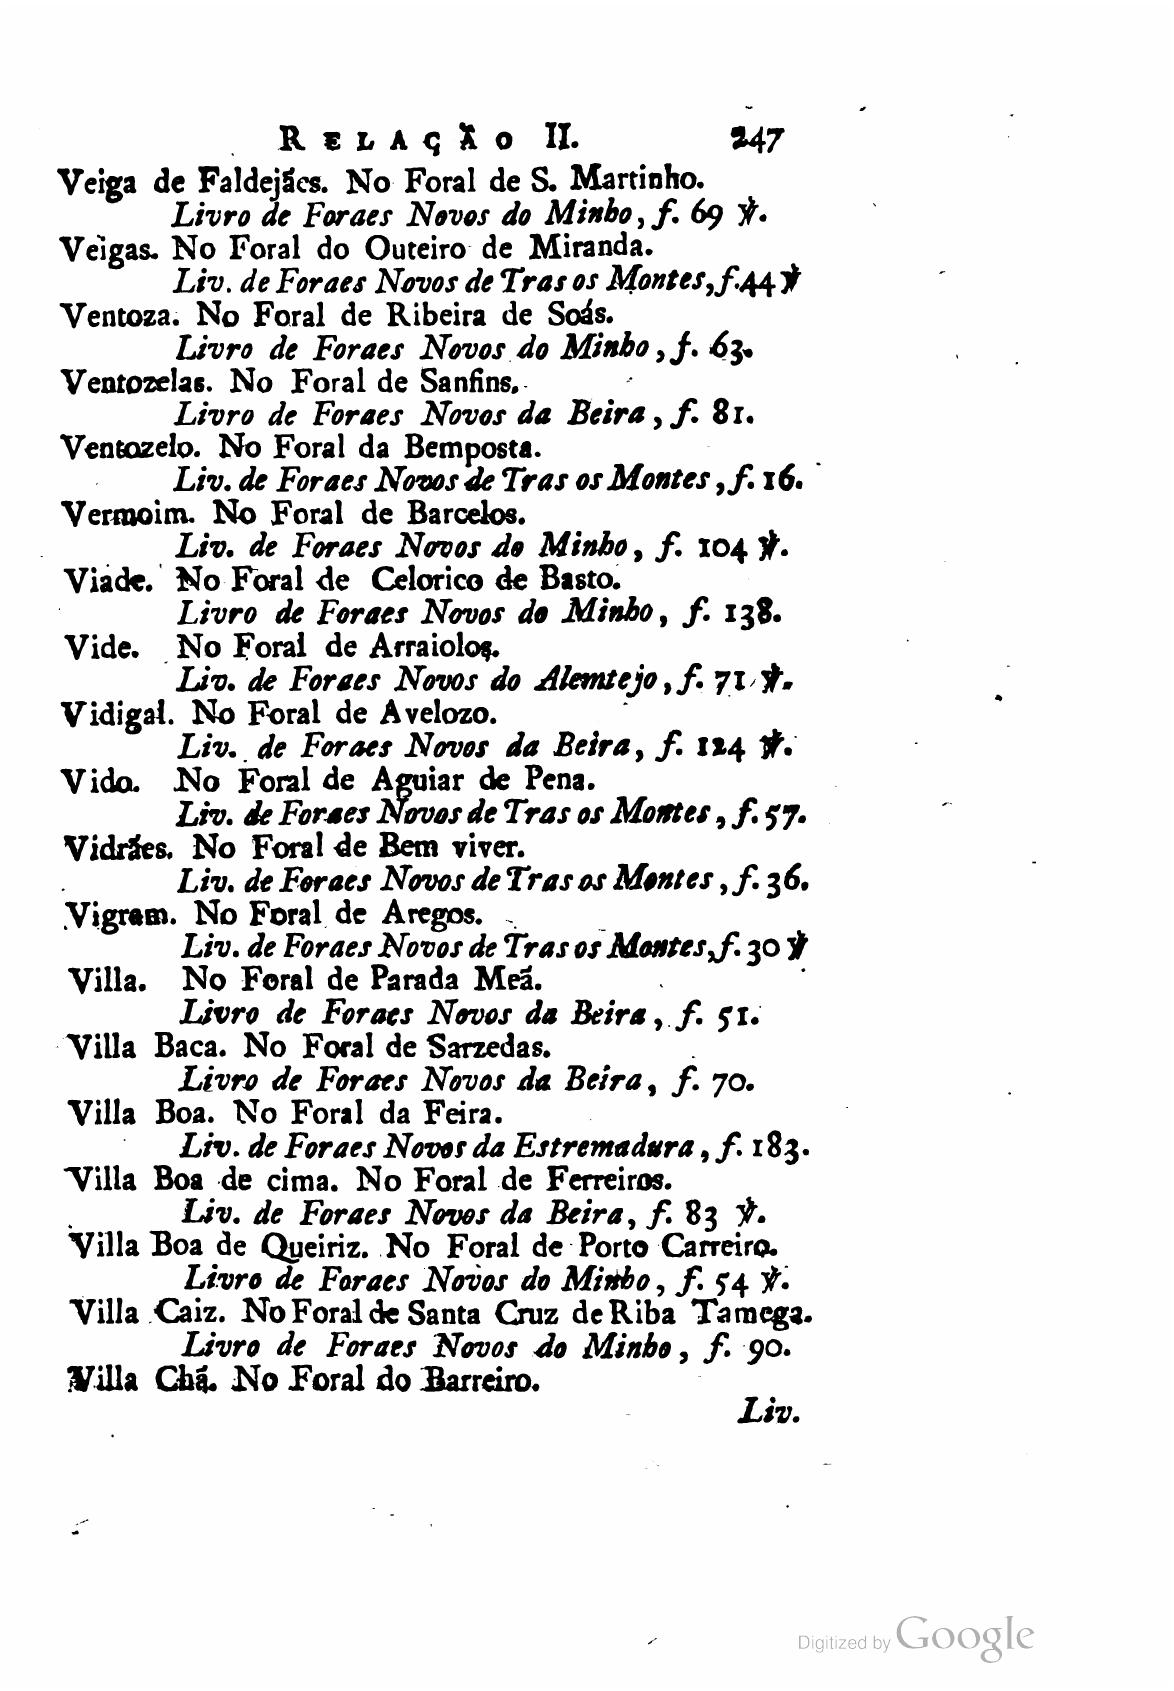 RELAÇÃO II. 247
Veiga de Faldejães. No Foral de S. Martinho.
Livro de Foraes Novos do Minho, f. 69 ℣.
Veigas. No Foral do Outeiro de Miranda.
Liv. de Foraes Novos de Tras os Montes, f. 44 ℣
Ventoza. No Foral de Ribeira de Soás.
Livro de Foraes Novos do Minho, f. 63.
Ventozelas. No Foral de Sanfins.
Livro de Foraes Novos da Beira, f. 81.
Ventozelo. No Foral da Bemposta.
Liv. de Foraes Novos de Tras os Montes, f. 16.
Vermoim. No Foral de Barcelos.
Liv. de Foraes Novos do Minho, f. 104 ℣.
Viade. No Foral de Celorico de Basto.
Livro de Foraes Novos do Minho, f. 138.
Vide. No Foral de Arraiolos.
Liv. de Foraes Novos do Alemtejo, f. 71 ℣.
Vidigal. No Foral de Avelozo.
Liv. de Foraes Novos da Beira, f. 124 ℣.
Vido. No Foral de Aguiar de Pena.
Liv. de Foraes Novos de Tras os Montes, f. 57.
Vidrães. No Foral de Bem viver.
Liv. de Foraes Novos de Tras os Montes, f. 36.
Vigram. No Foral de Aregos.
Liv. de Foraes Novos de Tras os Montes, f. 30 ℣
Villa. No Foral de Parada Meã.
Livro de Foraes Novos da Beira, f. 51.
Villa Baca. No Foral de Sarzedas.
Livro de Foraes Novos da Beira, f. 70.
Villa Boa. No Foral da Feira.
Liv. de Foraes Novos da Estremadura, f. 183.
Villa Boa de cima. No Foral de Ferreiros.
Liv. de Foraes Novos da Beira, f. 83 ℣.
Villa Boa de Queiriz. No Foral de Porto Carreiro.
Livro de Foraes Novos do Minho, f. 54 ℣.
Villa Caiz. No Foral de Santa Cruz de Riba Tamega.
Livro de Foraes Novos do Minho, f. 90.
Villa Chã. No Foral do Barreiro.
Liv.
Digitized by Google